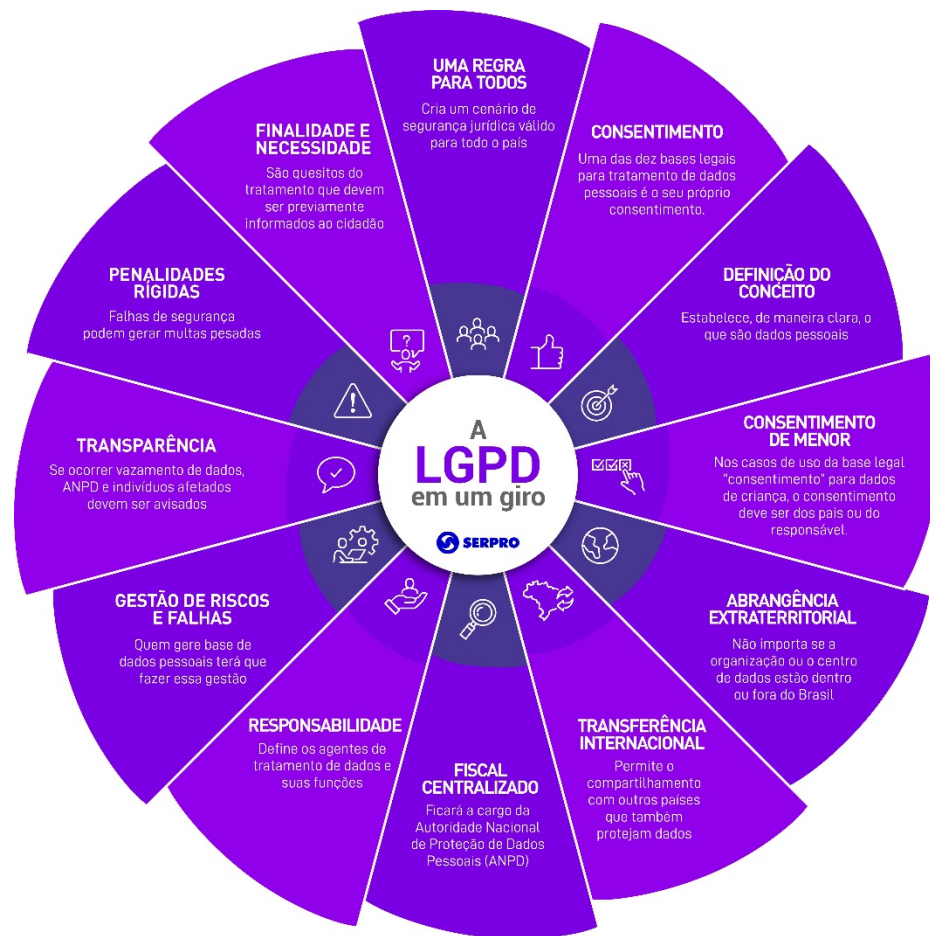 UMA REGRA
PARA TODOS
Cria um cenário de
segurança jurídica válido
para todo o país
CONSENTIMENTO
Uma das dez bases legais
para tratamento de dados
pessoais é o seu próprio
consentimento.
DEFINIÇÃO DO
CONCEITO
Estabelece, de maneira clara, o
que são dados pessoais
CONSENTIMENTO
DE MENOR
Nos casos de uso da base legal
"consentimento" para dados
de criança, o consentimento
deve ser dos pais ou do
responsável.
ABRANGÊNCIA
EXTRATERRITORIAL
Não importa se a
organização ou o centro
de dados estão dentro
ou fora do Brasil
TRANSFERÊNCIA
INTERNACIONAL
Permite o
compartilhamento
com outros países
que também
protejam dados
FISCAL
CENTRALIZADO
Ficará a cargo da
Autoridade Nacional
de Proteção de Dados
Pessoais (ANPD)
RESPONSABILIDADE
Define os agentes de
tratamento de dados e
suas funções
GESTÃO DE RISCOS
E FALHAS
Quem gere base de
dados pessoais terá que
fazer essa gestão
TRANSPARÊNCIA
Se ocorrer vazamento de dados,
ANPD e indivíduos afetados
devem ser avisados
PENALIDADES
RÍGIDAS
Falhas de segurança
podem gerar multas pesadas
FINALIDADE E
NECESSIDADE
São quesitos do
tratamento que devem
ser previamente
informados ao cidadão
?
A
LGPD
em um giro
SERPRO